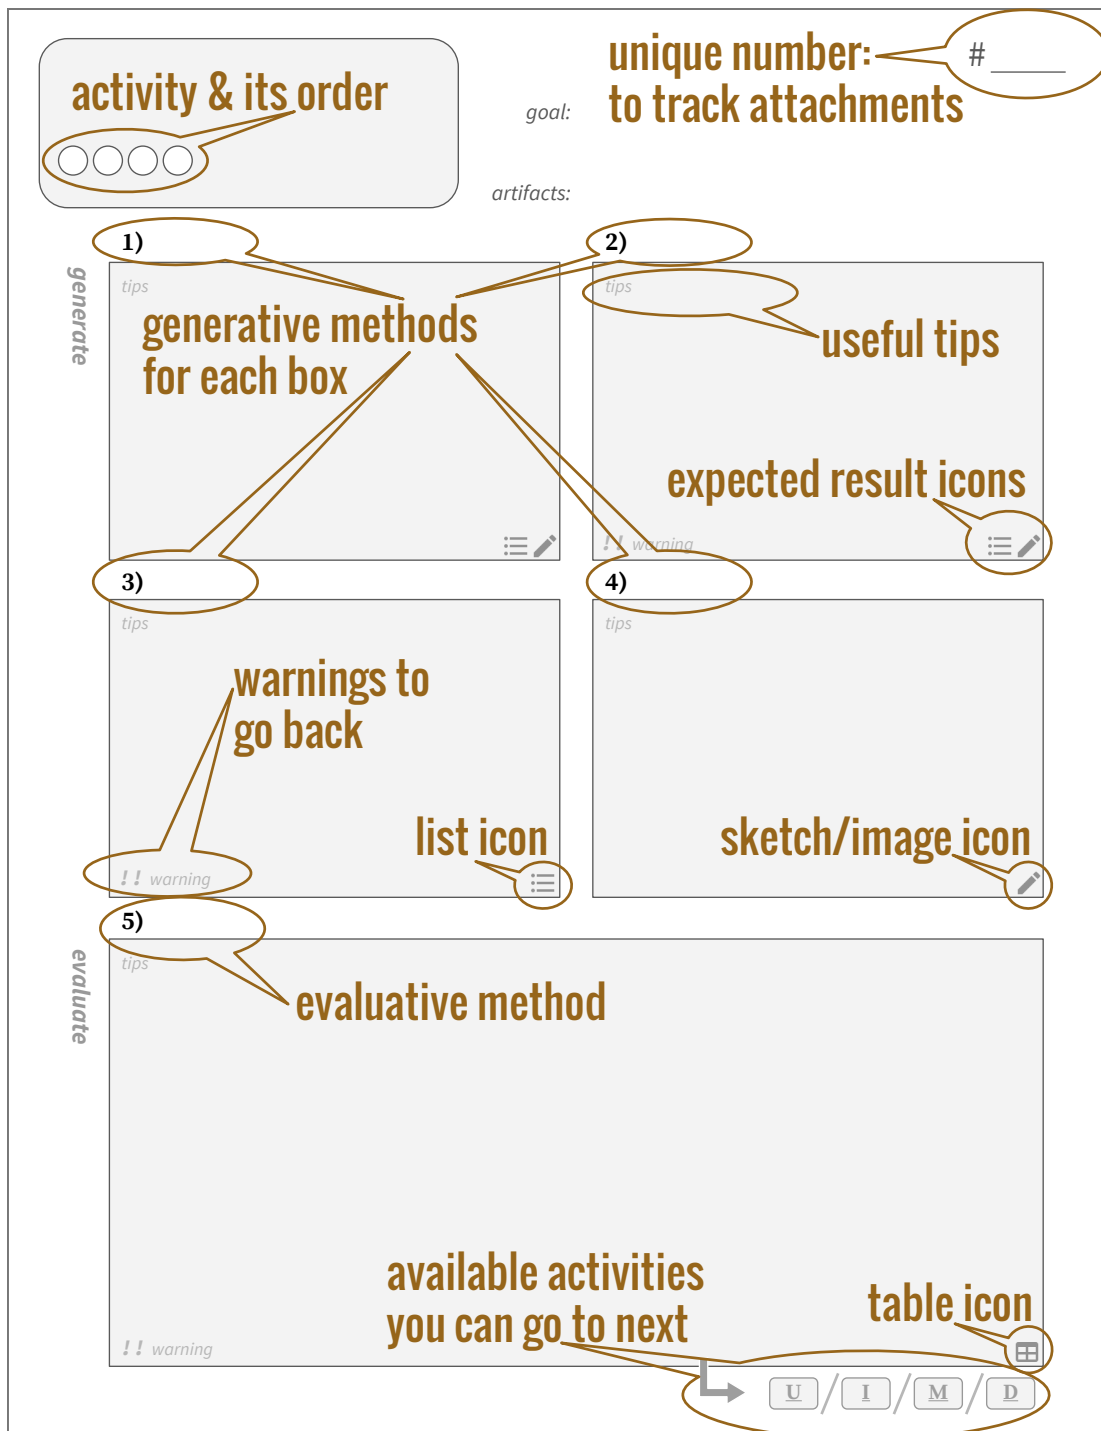 unique number:
# _____
activity & its order
to track attachments
goal:
artifacts:
1)
2)
generate
tips
tips
generative methods
for each box
useful tips
expected result icons
!! warning
3)
4)
tips
tips
warnings to
go back
list icon
sketch/image icon
!! warning
5)
evaluate
tips
evaluative method
available activities
you can go to next
table icon
!! warning
U / I / M / D